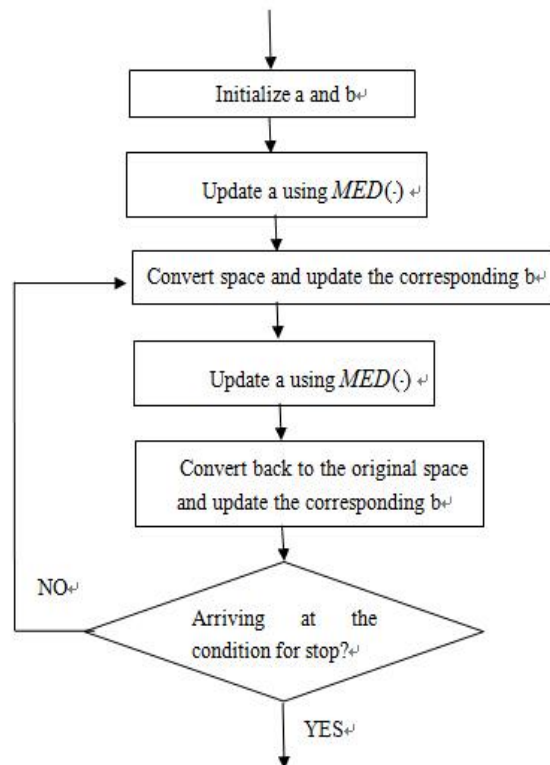 Initialize a and b↵
Update a using MED(·) ↵
Convert space and update the corresponding b↵
Update a using MED(·) ↵
Convert back to the original space
and update the corresponding b↵
NO↵
Arriving at the
condition for stop?↵
YES↵